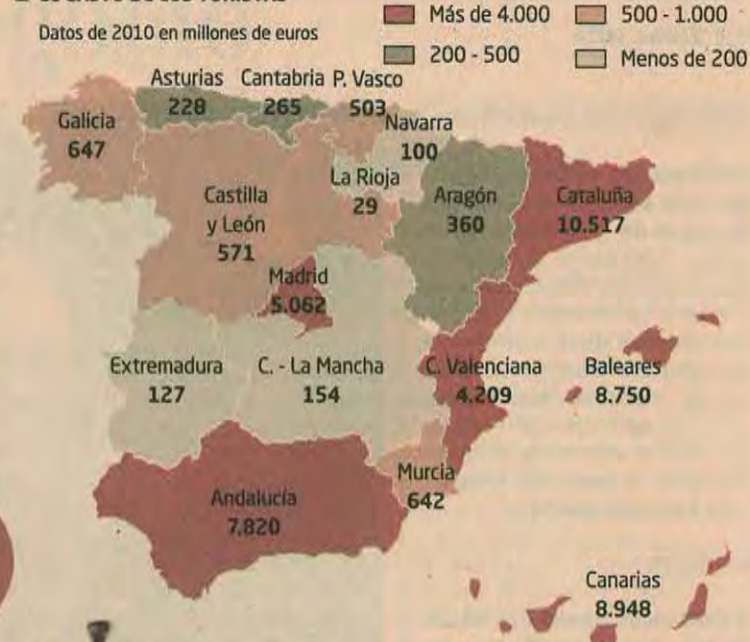 Datos de 2010 en millones de euros
Más de 4.000
500 - 1.000
200 - 500
Menos de 200
Asturias
228
Cantabria
265
P. Vasco
503
Galicia
647
Navarra
100
La Rioja
29
Castilla
y León
571
Aragón
360
Cataluña
10.517
Madrid
5.062
Extremadura
127
C. - La Mancha
154
C. Valenciana
4.209
Baleares
8.750
Murcia
642
Andalucía
7.820
Canarias
8.948